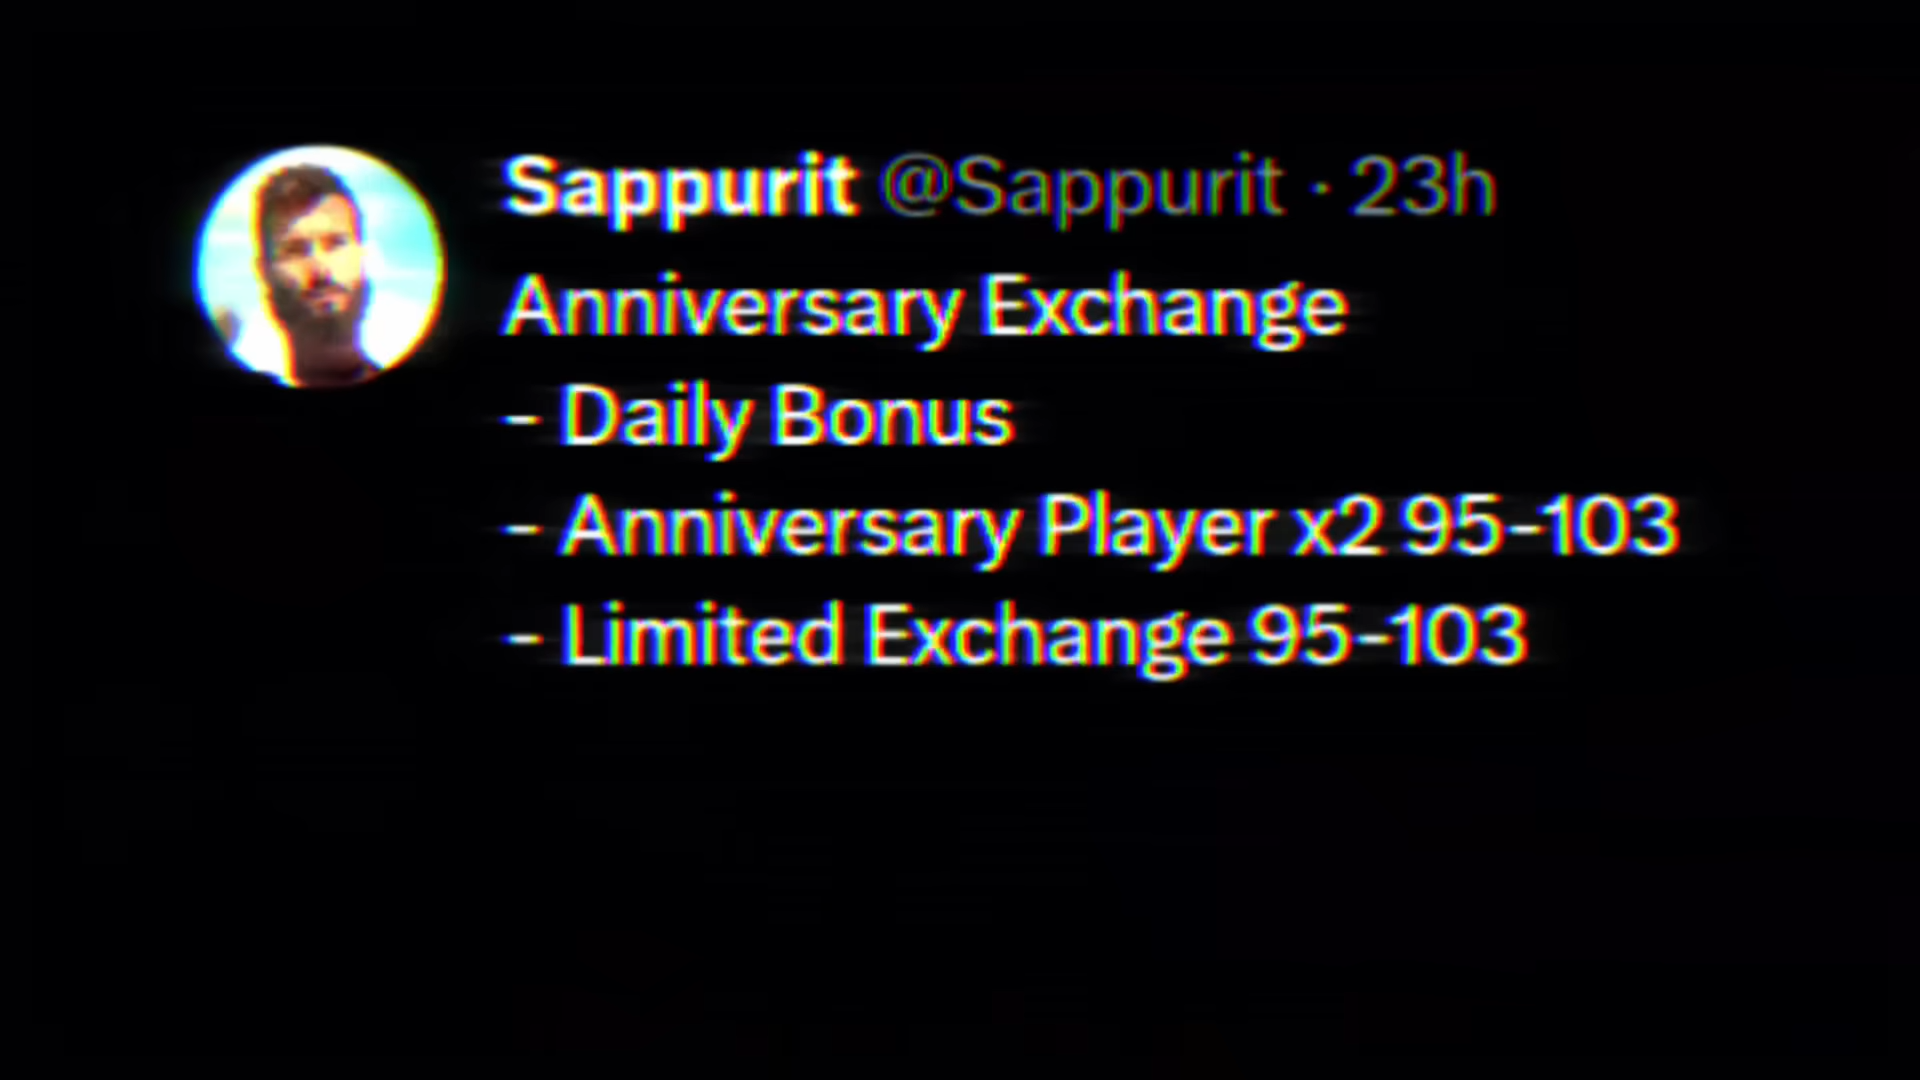 Sappurit @Sappurit · 23h
Anniversary Exchange
- Daily Bonus
- Anniversary Player x2 95-103
- Limited Exchange 95-103